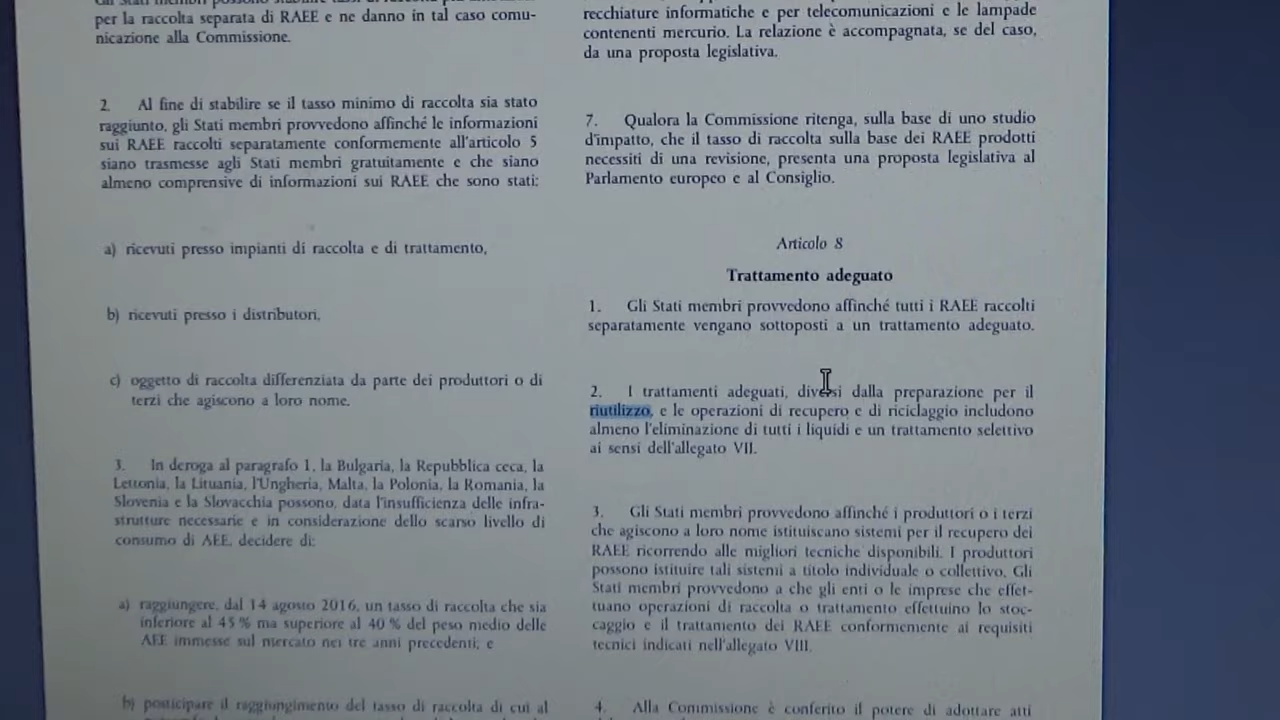 per la raccolta separata di RAEE e ne danno in tal caso comu-
nicazione alla Commissione.
2. Al fine di stabilire se il tasso minimo di raccolta sia stato
raggiunto, gli Stati membri provvedono affinché le informazioni
sui RAEE raccolti separatamente conformemente all'articolo 5
siano trasmesse agli Stati membri gratuitamente e che siano
almeno comprensive di informazioni sui RAEE che sono stati:
a) ricevuti presso impianti di raccolta e di trattamento,
b) ricevuti presso i distributori,
c) oggetto di raccolta differenziata da parte dei produttori o di
terzi che agiscono a loro nome.
3. In deroga al paragrafo 1, la Bulgaria, la Repubblica ceca, la
Lettonia, la Lituania, l'Ungheria, Malta, la Polonia, la Romania, la
Slovenia e la Slovacchia possono, data l'insufficienza delle infra-
strutture necessarie e in considerazione dello scarso livello di
consumo di AEE, decidere di:
a) raggiungere, dal 14 agosto 2016, un tasso di raccolta che sia
inferiore al 45 % ma superiore al 40 % del peso medio delle
AEE immesse sul mercato nei tre anni precedenti; e
b) posticipare il raggiungimento del tasso di raccolta di cui al
recchiature informatiche e per telecomunicazioni e le lampade
contenenti mercurio. La relazione è accompagnata, se del caso,
da una proposta legislativa.
7. Qualora la Commissione ritenga, sulla base di uno studio
d'impatto, che il tasso di raccolta sulla base dei RAEE prodotti
necessiti di una revisione, presenta una proposta legislativa al
Parlamento europeo e al Consiglio.
Articolo 8
Trattamento adeguato
1. Gli Stati membri provvedono affinché tutti i RAEE raccolti
separatamente vengano sottoposti a un trattamento adeguato.
2. I trattamenti adeguati, diversi dalla preparazione per il
riutilizzo, e le operazioni di recupero e di riciclaggio includono
almeno l'eliminazione di tutti i liquidi e un trattamento selettivo
ai sensi dell'allegato VII.
3. Gli Stati membri provvedono affinché i produttori o i terzi
che agiscono a loro nome istituiscano sistemi per il recupero dei
RAEE ricorrendo alle migliori tecniche disponibili. I produttori
possono istituire tali sistemi a titolo individuale o collettivo. Gli
Stati membri provvedono a che gli enti o le imprese che effet-
tuano operazioni di raccolta o trattamento effettuino lo stoc-
caggio e il trattamento dei RAEE conformemente ai requisiti
tecnici indicati nell'allegato VIII.
4. Alla Commissione è conferito il potere di adottare atti